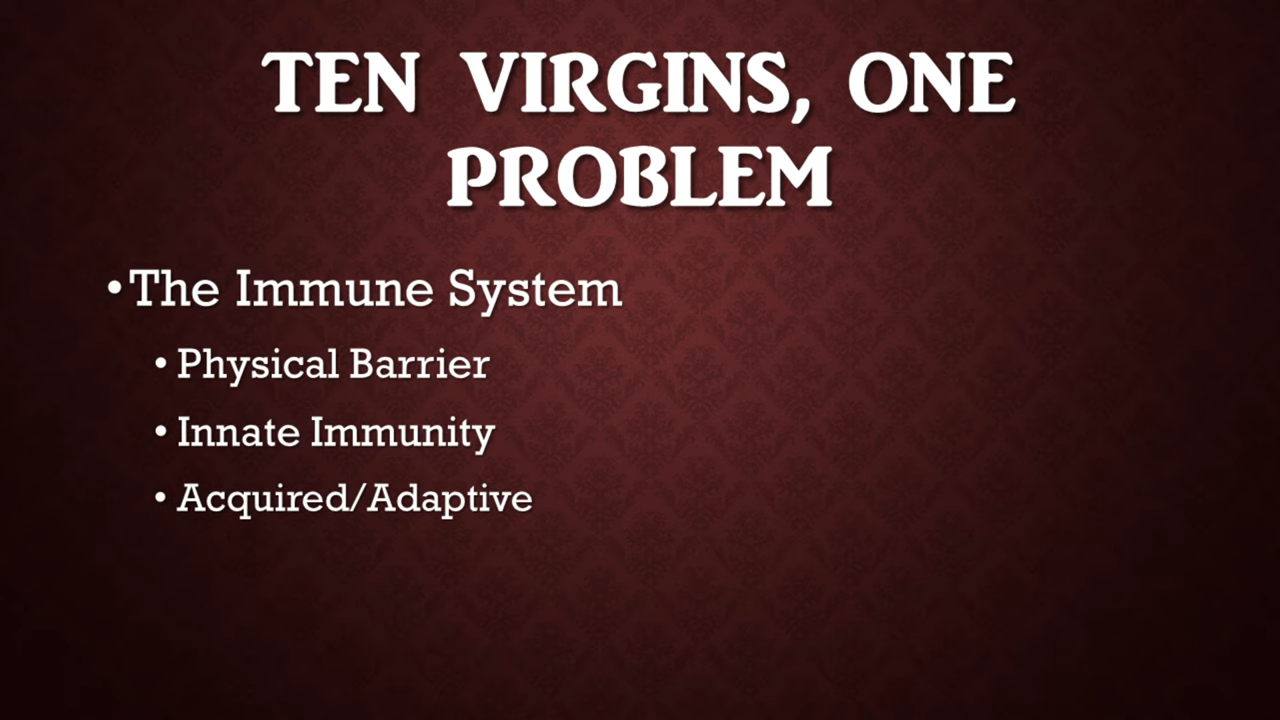 TEN VIRGINS, ONE
PROBLEM
•The Immune System
• Physical Barrier
• Innate Immunity
• Acquired/Adaptive